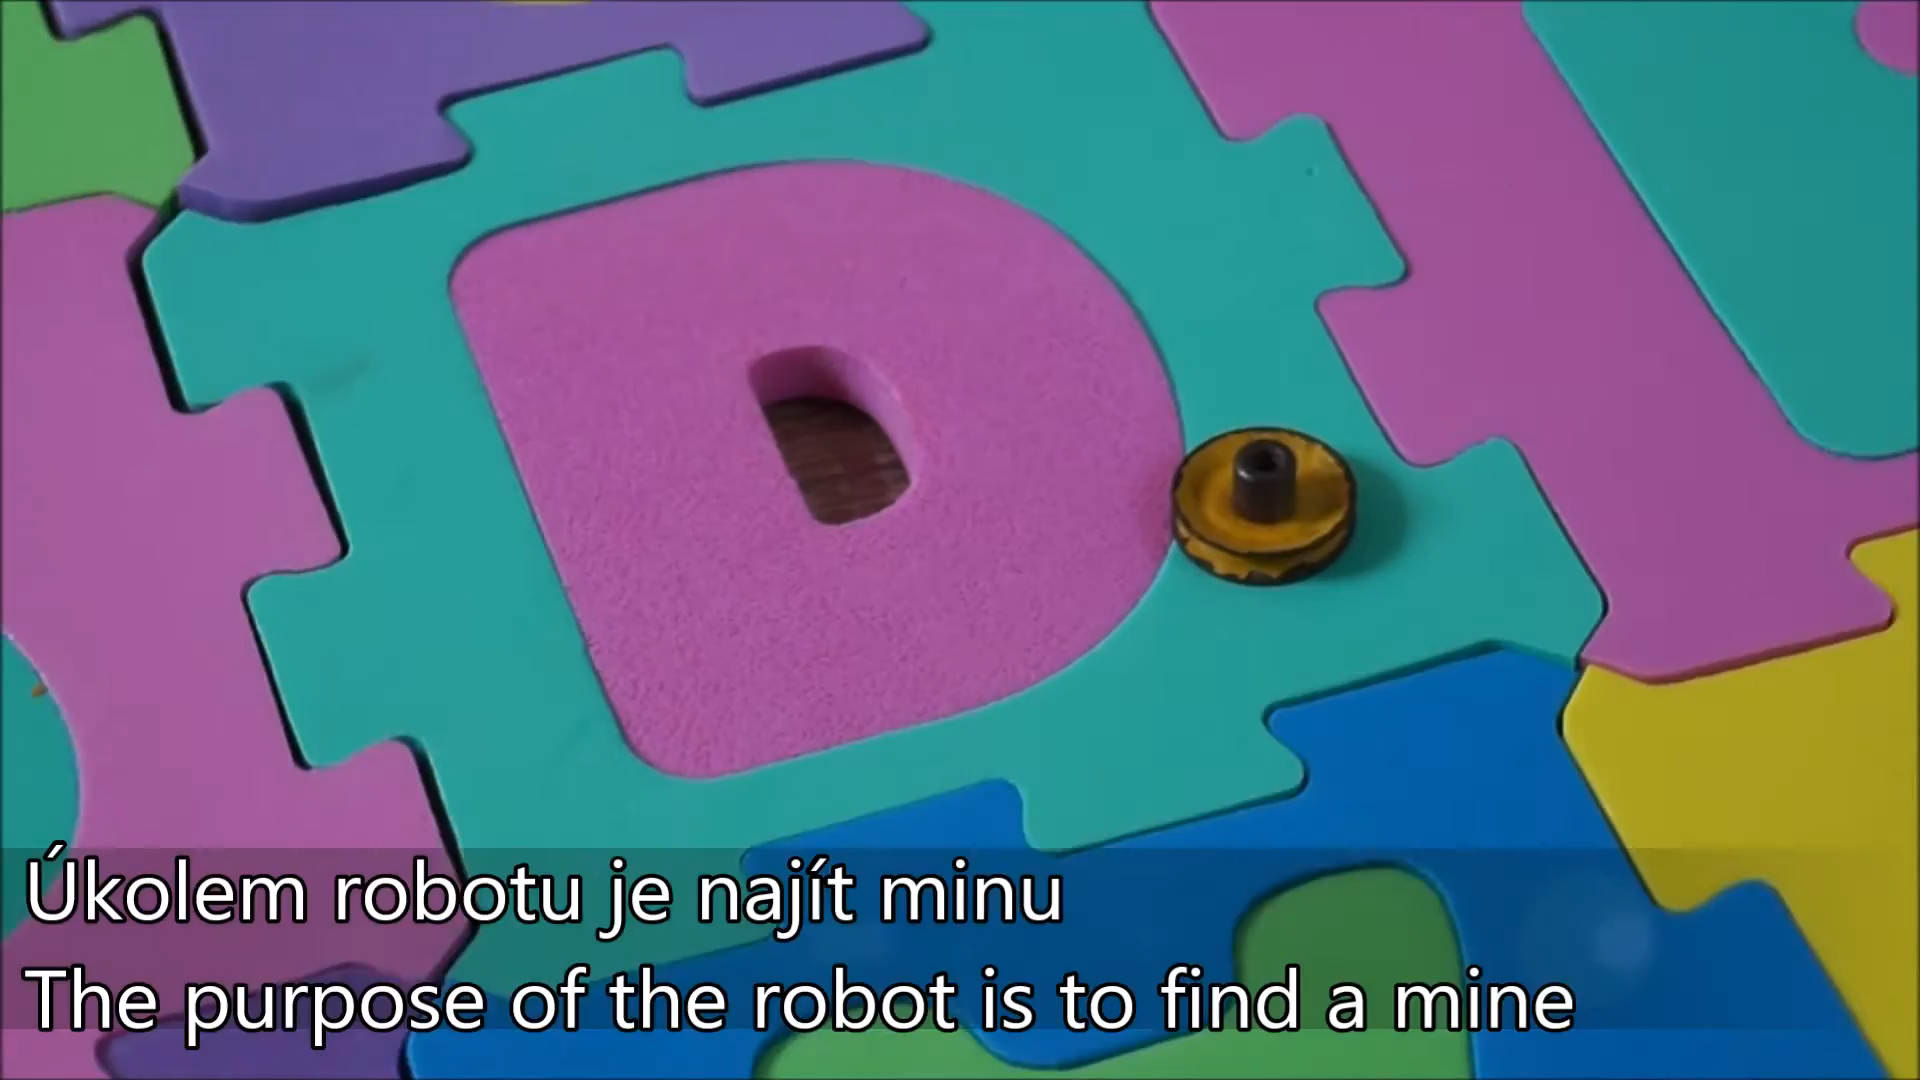 D
Úkolem robotu je najít minu
The purpose of the robot is to find a mine